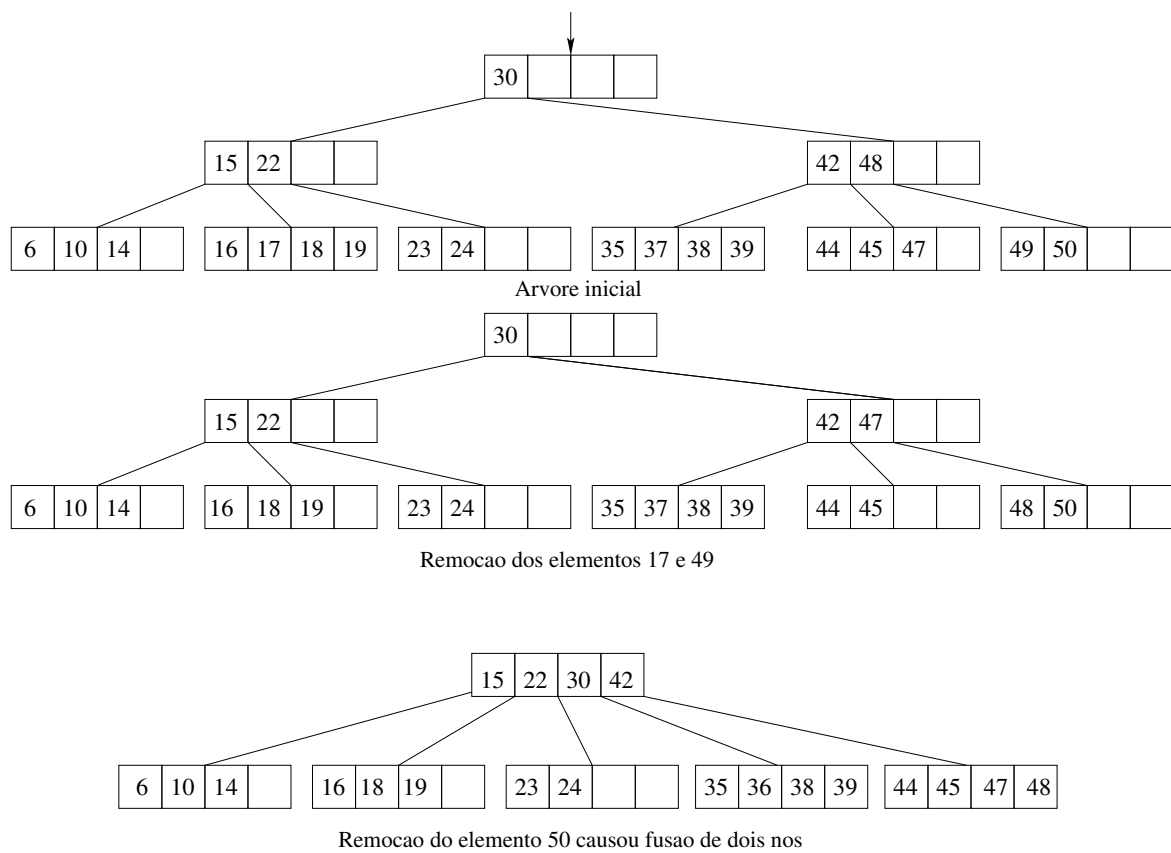 30
15 22 42 48
6 10 14 16 17 18 19 23 24 35 37 38 39 44 45 47 49 50
Arvore inicial
30
15 22 42 47
6 10 14 16 18 19 23 24 35 37 38 39 44 45 48 50
Remocao dos elementos 17 e 49
15 22 30 42
6 10 14 16 18 19 23 24 35 36 38 39 44 45 47 48
Remocao do elemento 50 causou fusao de dois nos